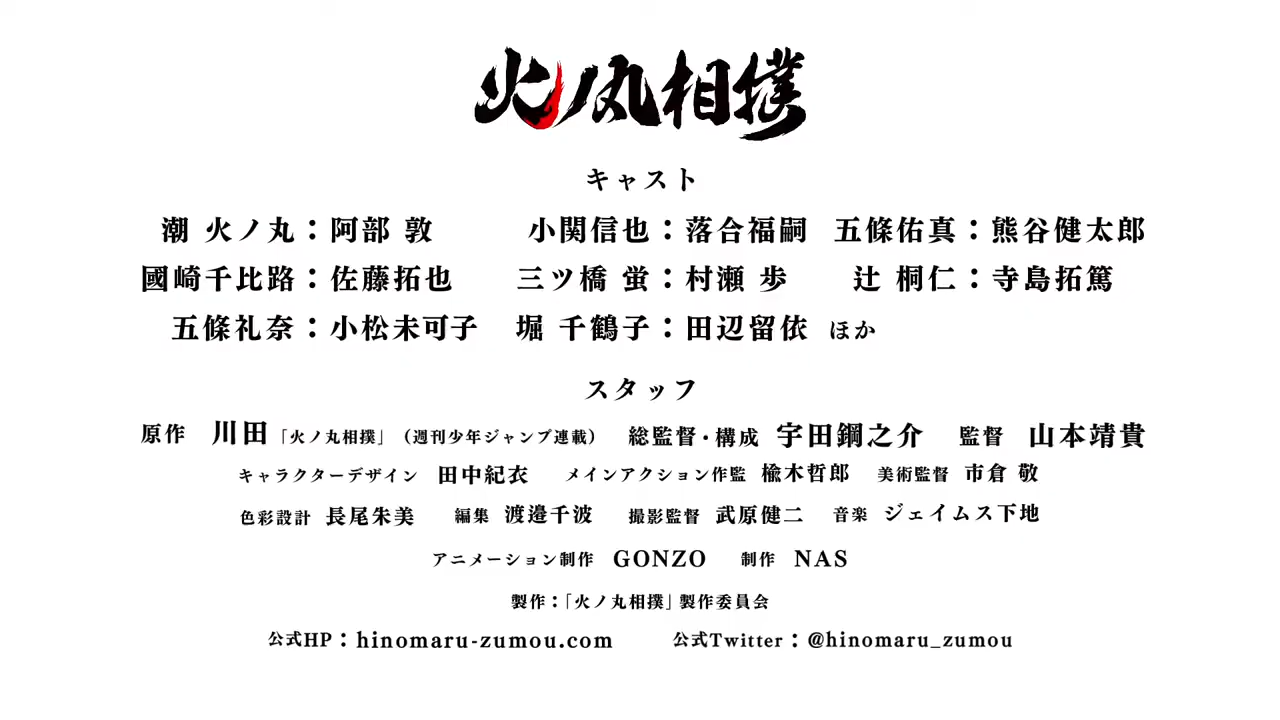 火ノ丸相撲
キャスト
潮 火ノ丸：阿部 敦 小関信也：落合福嗣 五條佑真：熊谷健太郎
國崎千比路：佐藤拓也 三ツ橋 蛍：村瀬 歩 辻 桐仁：寺島拓篤
五條礼奈：小松未可子 堀 千鶴子：田辺留依 ほか
スタッフ
原作 川田「火ノ丸相撲」（週刊少年ジャンプ連載） 総監督・構成 宇田鋼之介 監督 山本靖貴
キャラクターデザイン 田中紀衣 メインアクション作監 楡木哲郎 美術監督 市倉 敬
色彩設計 長尾朱美 編集 渡邉千波 撮影監督 武原健二 音楽 ジェイムス下地
アニメーション制作 GONZO 制作 NAS
製作：「火ノ丸相撲」製作委員会
公式HP：hinomaru-zumou.com 公式Twitter：@hinomaru_zumou